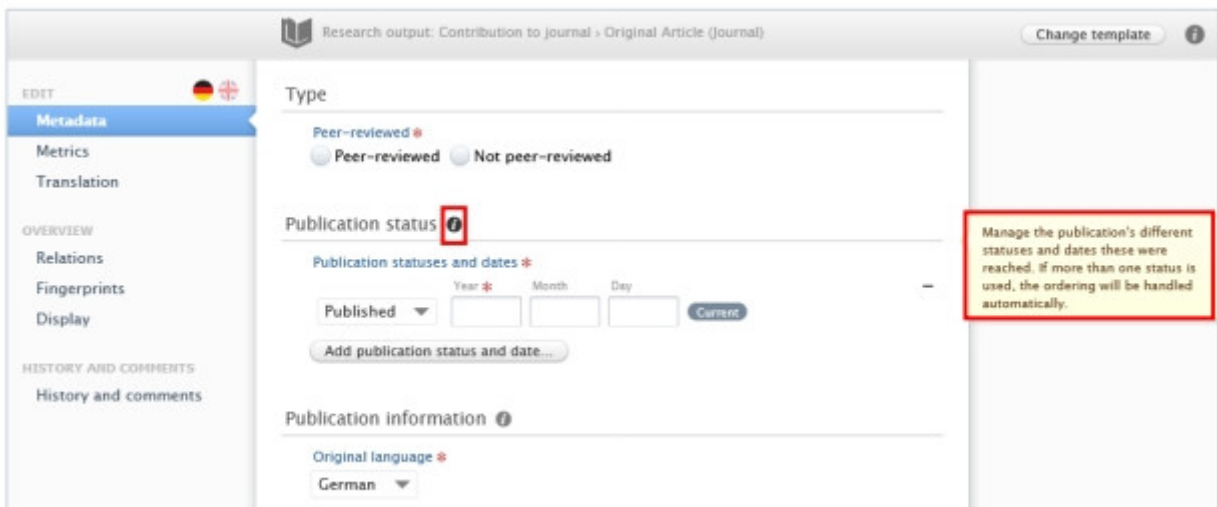 Research output: Contribution to journal › Original Article (Journal)
Change template
EDIT
Metadata
Metrics
Translation
OVERVIEW
Relations
Fingerprints
Display
HISTORY AND COMMENTS
History and comments
Type
Peer-reviewed *
Peer-reviewed Not peer-reviewed
Publication status
Publication statuses and dates *
Year * Month Day
Published Current
Add publication status and date...
Publication information
Original language *
German
Manage the publication's different
statuses and dates these were
reached. If more than one status is
used, the ordering will be handled
automatically.